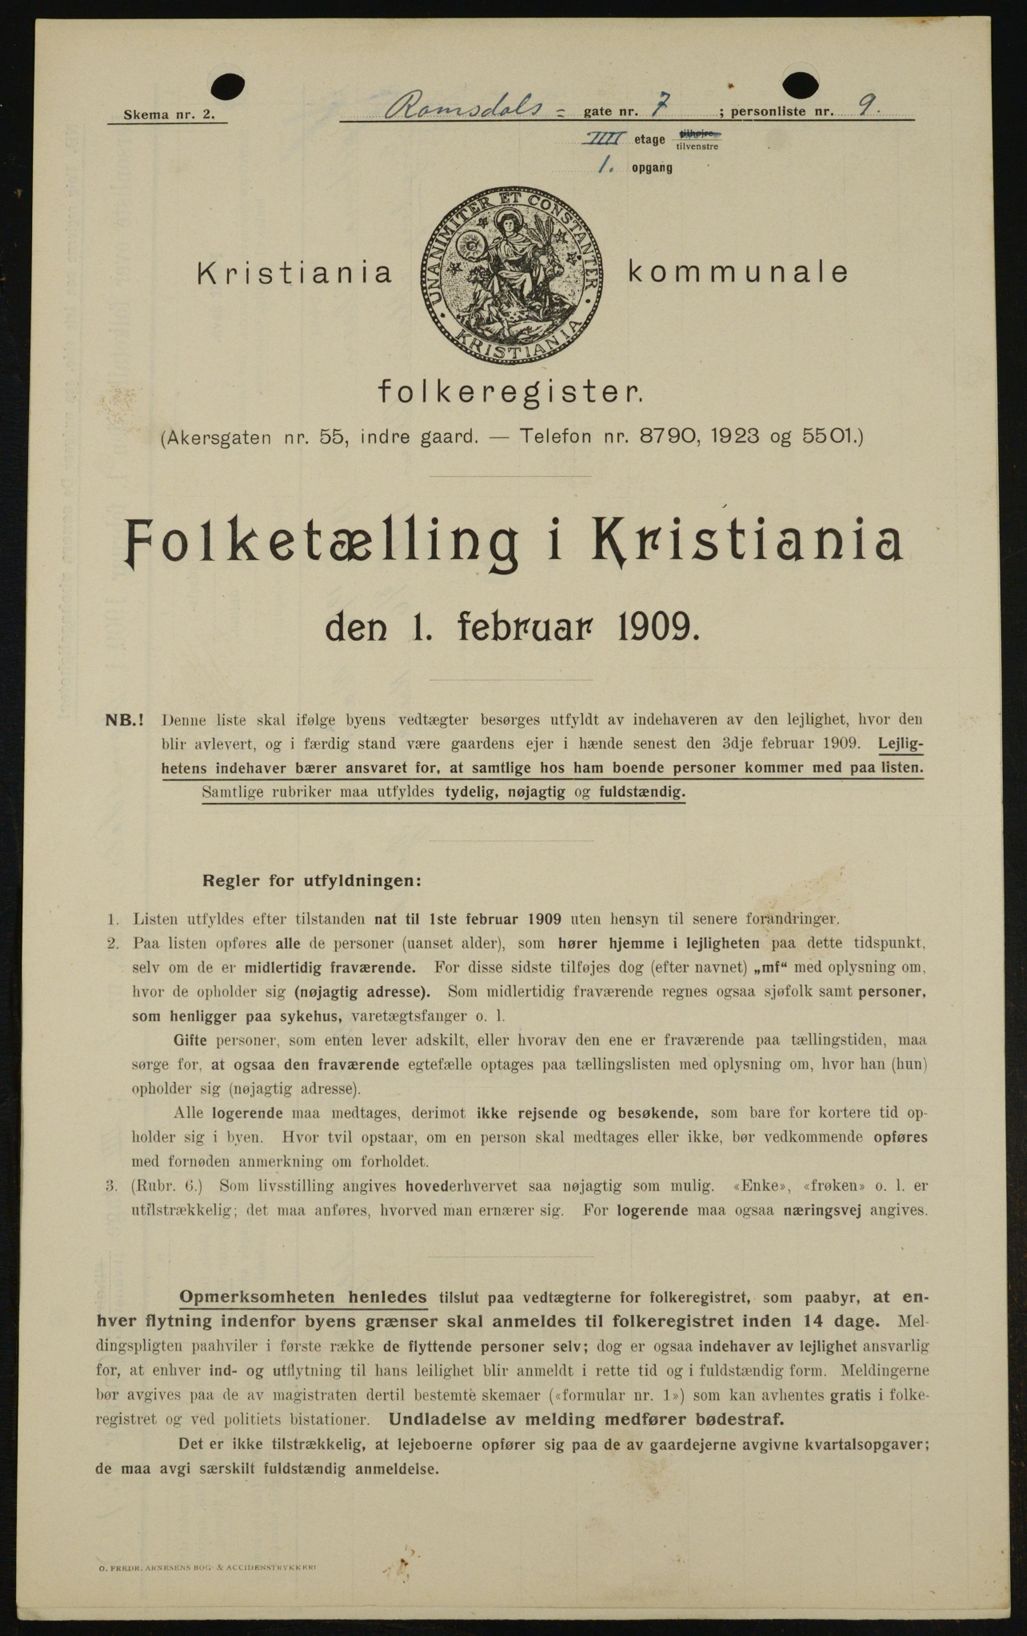 Skema nr. 2.
Romsdals= gate nr. 7 ; personliste nr. 9.
IIII etage tilhøjre tilvenstre
1. opgang
UNANIMITER ET CONSTANTER
KRISTIANIA
Kristiania kommunale
folkeregister.
(Akersgaten nr. 55, indre gaard. — Telefon nr. 8790, 1923 og 5501.)
Folketælling i Kristiania
den 1. februar 1909.
NB.! Denne liste skal ifølge byens vedtægter besørges utfyldt av indehaveren av den lejlighet, hvor den
blir avlevert, og i færdig stand være gaardens ejer i hænde senest den 3dje februar 1909. Lejlig-
hetens indehaver bærer ansvaret for, at samtlige hos ham boende personer kommer med paa listen.
Samtlige rubriker maa utfyldes tydelig, nøjagtig og fuldstændig.
Regler for utfyldningen:
1. Listen utfyldes efter tilstanden nat til 1ste februar 1909 uten hensyn til senere forandringer.
2. Paa listen opføres alle de personer (uanset alder), som hører hjemme i lejligheten paa dette tidspunkt,
selv om de er midlertidig fraværende. For disse sidste tilføjes dog (efter navnet) „mf“ med oplysning om,
hvor de opholder sig (nøjagtig adresse). Som midlertidig fraværende regnes ogsaa sjøfolk samt personer,
som henligger paa sykehus, varetægtsfanger o. l.
Gifte personer, som enten lever adskilt, eller hvorav den ene er fraværende paa tællingstiden, maa
sørge for, at ogsaa den fraværende egtefælle optages paa tællingslisten med oplysning om, hvor han (hun)
opholder sig (nøjagtig adresse).
Alle logerende maa medtages, derimot ikke rejsende og besøkende, som bare for kortere tid op-
holder sig i byen. Hvor tvil opstaar, om en person skal medtages eller ikke, bør vedkommende opføres
med fornøden anmerkning om forholdet.
3. (Rubr. 6.) Som livsstilling angives hovederhvervet saa nøjagtig som mulig. «Enke», «frøken» o. l. er
utilstrækkelig; det maa anføres, hvorved man ernærer sig. For logerende maa ogsaa næringsvej angives.
Opmerksomheten henledes tilslut paa vedtægterne for folkeregistret, som paabyr, at en-
hver flytning indenfor byens grænser skal anmeldes til folkeregistret inden 14 dage. Mel-
dingspligten paahviler i første række de flyttende personer selv; dog er ogsaa indehaver av lejlighet ansvarlig
for, at enhver ind- og utflytning til hans leilighet blir anmeldt i rette tid og i fuldstændig form. Meldingerne
bør avgives paa de av magistraten dertil bestemte skemaer («formular nr. 1») som kan avhentes gratis i folke-
registret og ved politiets bistationer. Undladelse av melding medfører bødestraf.
Det er ikke tilstrækkelig, at lejeboerne opfører sig paa de av gaardejerne avgivne kvartalsopgaver;
de maa avgi særskilt fuldstændig anmeldelse.
O. FREDR. ARNESENS BOG- & ACCIDENSTRYKKERI